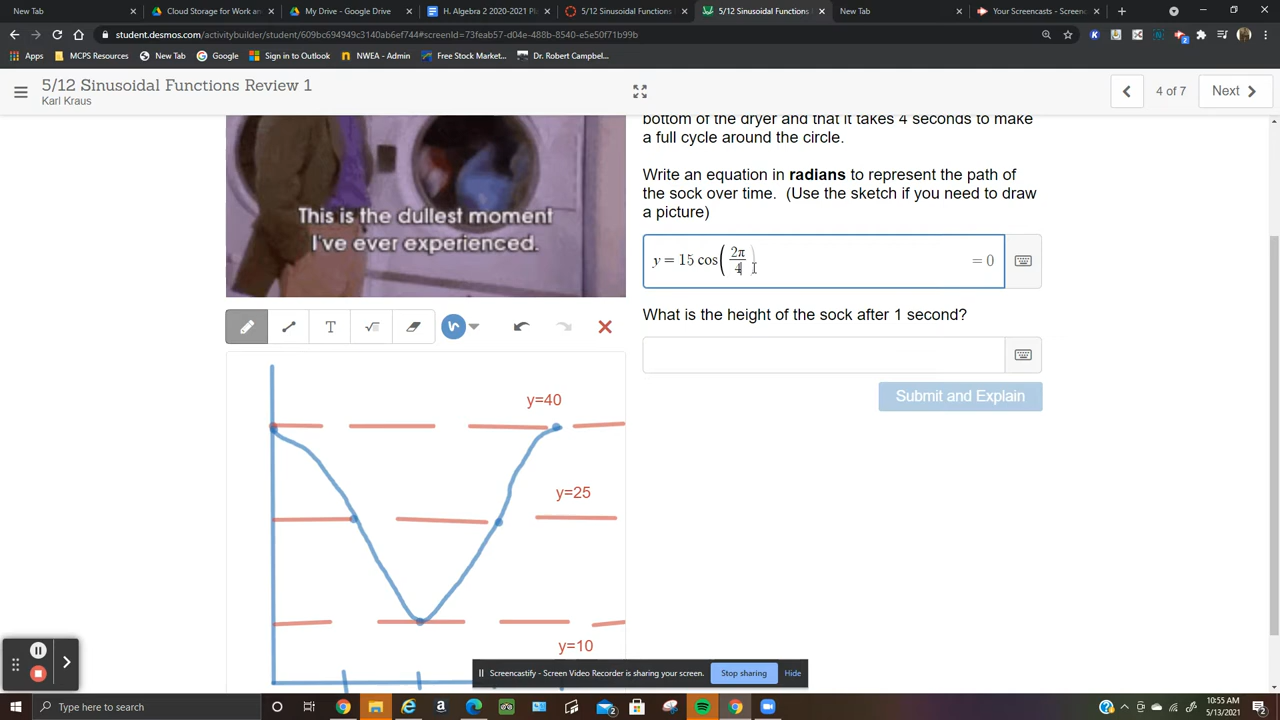 New Tab
Cloud Storage for Work an
My Drive - Google Drive
H. Algebra 2 2020-2021 Pl
5/12 Sinusoidal Functions
5/12 Sinusoidal Functions
New Tab
Your Screencasts - Screenc
student.desmos.com/activitybuilder/student/609bc694949c3140ab6ef744#screenId=73feab57-d04e-488b-8540-e5e50f71b99b
Apps
MCPS Resources
New Tab
Google
Sign in to Outlook
NWEA - Admin
Free Stock Market...
Dr. Robert Campbel...
5/12 Sinusoidal Functions Review 1
Karl Kraus
4 of 7
Next
bottom of the dryer and that it takes 4 seconds to make
a full cycle around the circle.
Write an equation in radians to represent the path of
the sock over time. (Use the sketch if you need to draw
a picture)
This is the dullest moment
I've ever experienced.
y = 15 cos(2π/4)
= 0
What is the height of the sock after 1 second?
Submit and Explain
T
y=40
y=25
y=10
Screencastify - Screen Video Recorder is sharing your screen.
Stop sharing
Hide
Type here to search
10:55 AM
5/13/2021